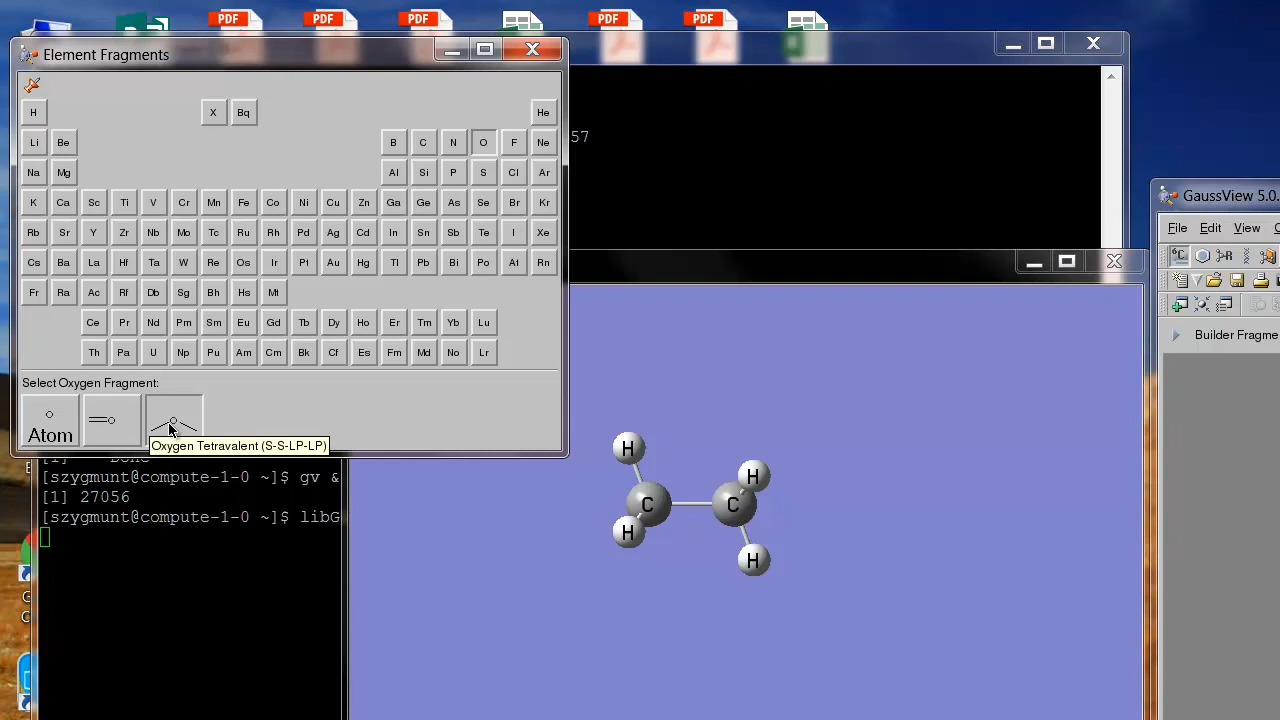 PDF PDF PDF PDF PDF
Element Fragments
H X Bq He
Li Be B C N O F Ne
Na Mg Al Si P S Cl Ar
K Ca Sc Ti V Cr Mn Fe Co Ni Cu Zn Ga Ge As Se Br Kr
Rb Sr Y Zr Nb Mo Tc Ru Rh Pd Ag Cd In Sn Sb Te I Xe
Cs Ba La Hf Ta W Re Os Ir Pt Au Hg Tl Pb Bi Po At Rn
Fr Ra Ac Rf Db Sg Bh Hs Mt
Ce Pr Nd Pm Sm Eu Gd Tb Dy Ho Er Tm Yb Lu
Th Pa U Np Pu Am Cm Bk Cf Es Fm Md No Lr
Select Oxygen Fragment:
Atom
Oxygen Tetravalent (S-S-LP-LP)
57
[szygmunt@compute-1-0 ~]$ gv &
[1] 27056
[szygmunt@compute-1-0 ~]$ libG
H
H
C C
H
H
GaussView 5.0.
File Edit View
Builder Fragme